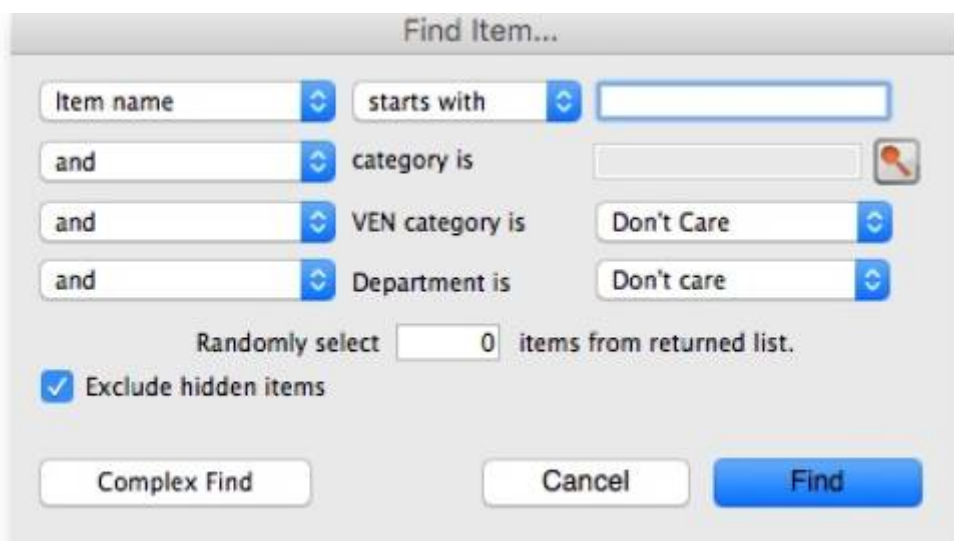 Find Item...
Item name starts with
and category is
and VEN category is Don't Care
and Department is Don't care
Randomly select 0 items from returned list.
Exclude hidden items
Complex Find Cancel Find